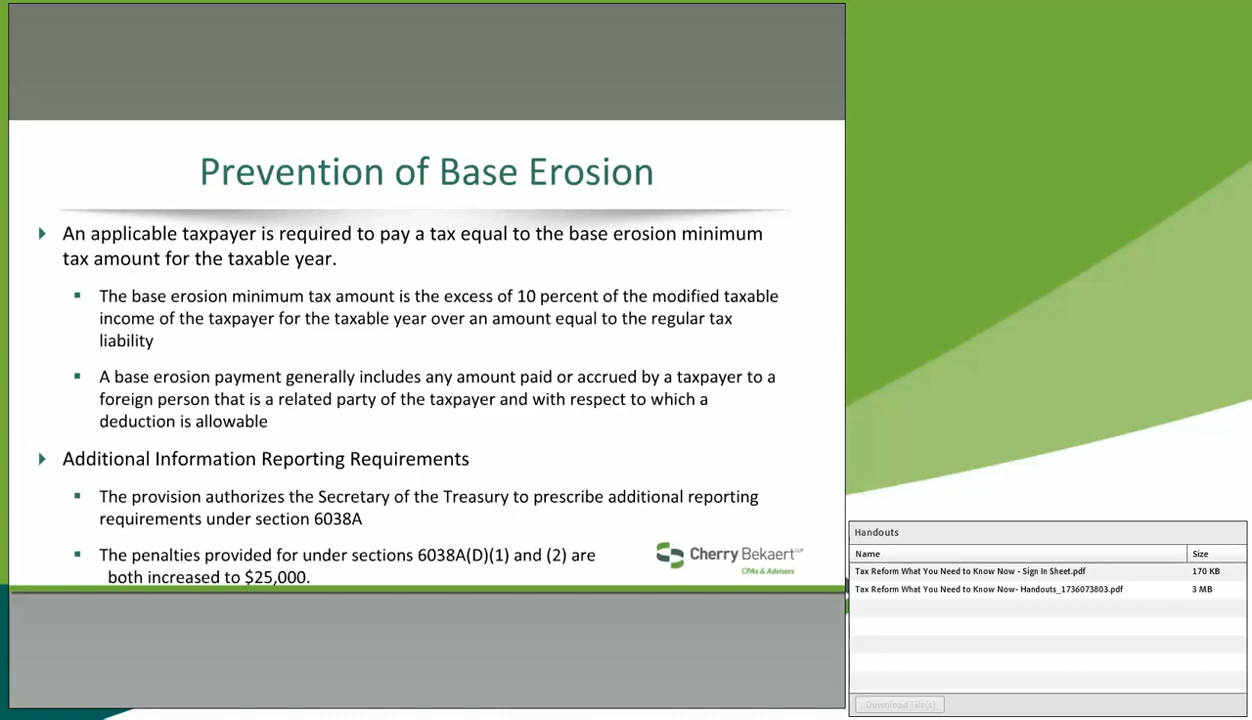 Prevention of Base Erosion
An applicable taxpayer is required to pay a tax equal to the base erosion minimum
tax amount for the taxable year.
The base erosion minimum tax amount is the excess of 10 percent of the modified taxable
income of the taxpayer for the taxable year over an amount equal to the regular tax
liability
A base erosion payment generally includes any amount paid or accrued by a taxpayer to a
foreign person that is a related party of the taxpayer and with respect to which a
deduction is allowable
Additional Information Reporting Requirements
The provision authorizes the Secretary of the Treasury to prescribe additional reporting
requirements under section 6038A
The penalties provided for under sections 6038A(D)(1) and (2) are
both increased to $25,000.
Cherry Bekaert LLP
CPAs & Advisors
Handouts
Name Size
Tax Reform What You Need to Know Now - Sign In Sheet.pdf 170 KB
Tax Reform What You Need to Know Now- Handouts_1736073803.pdf 3 MB
Download File(s)